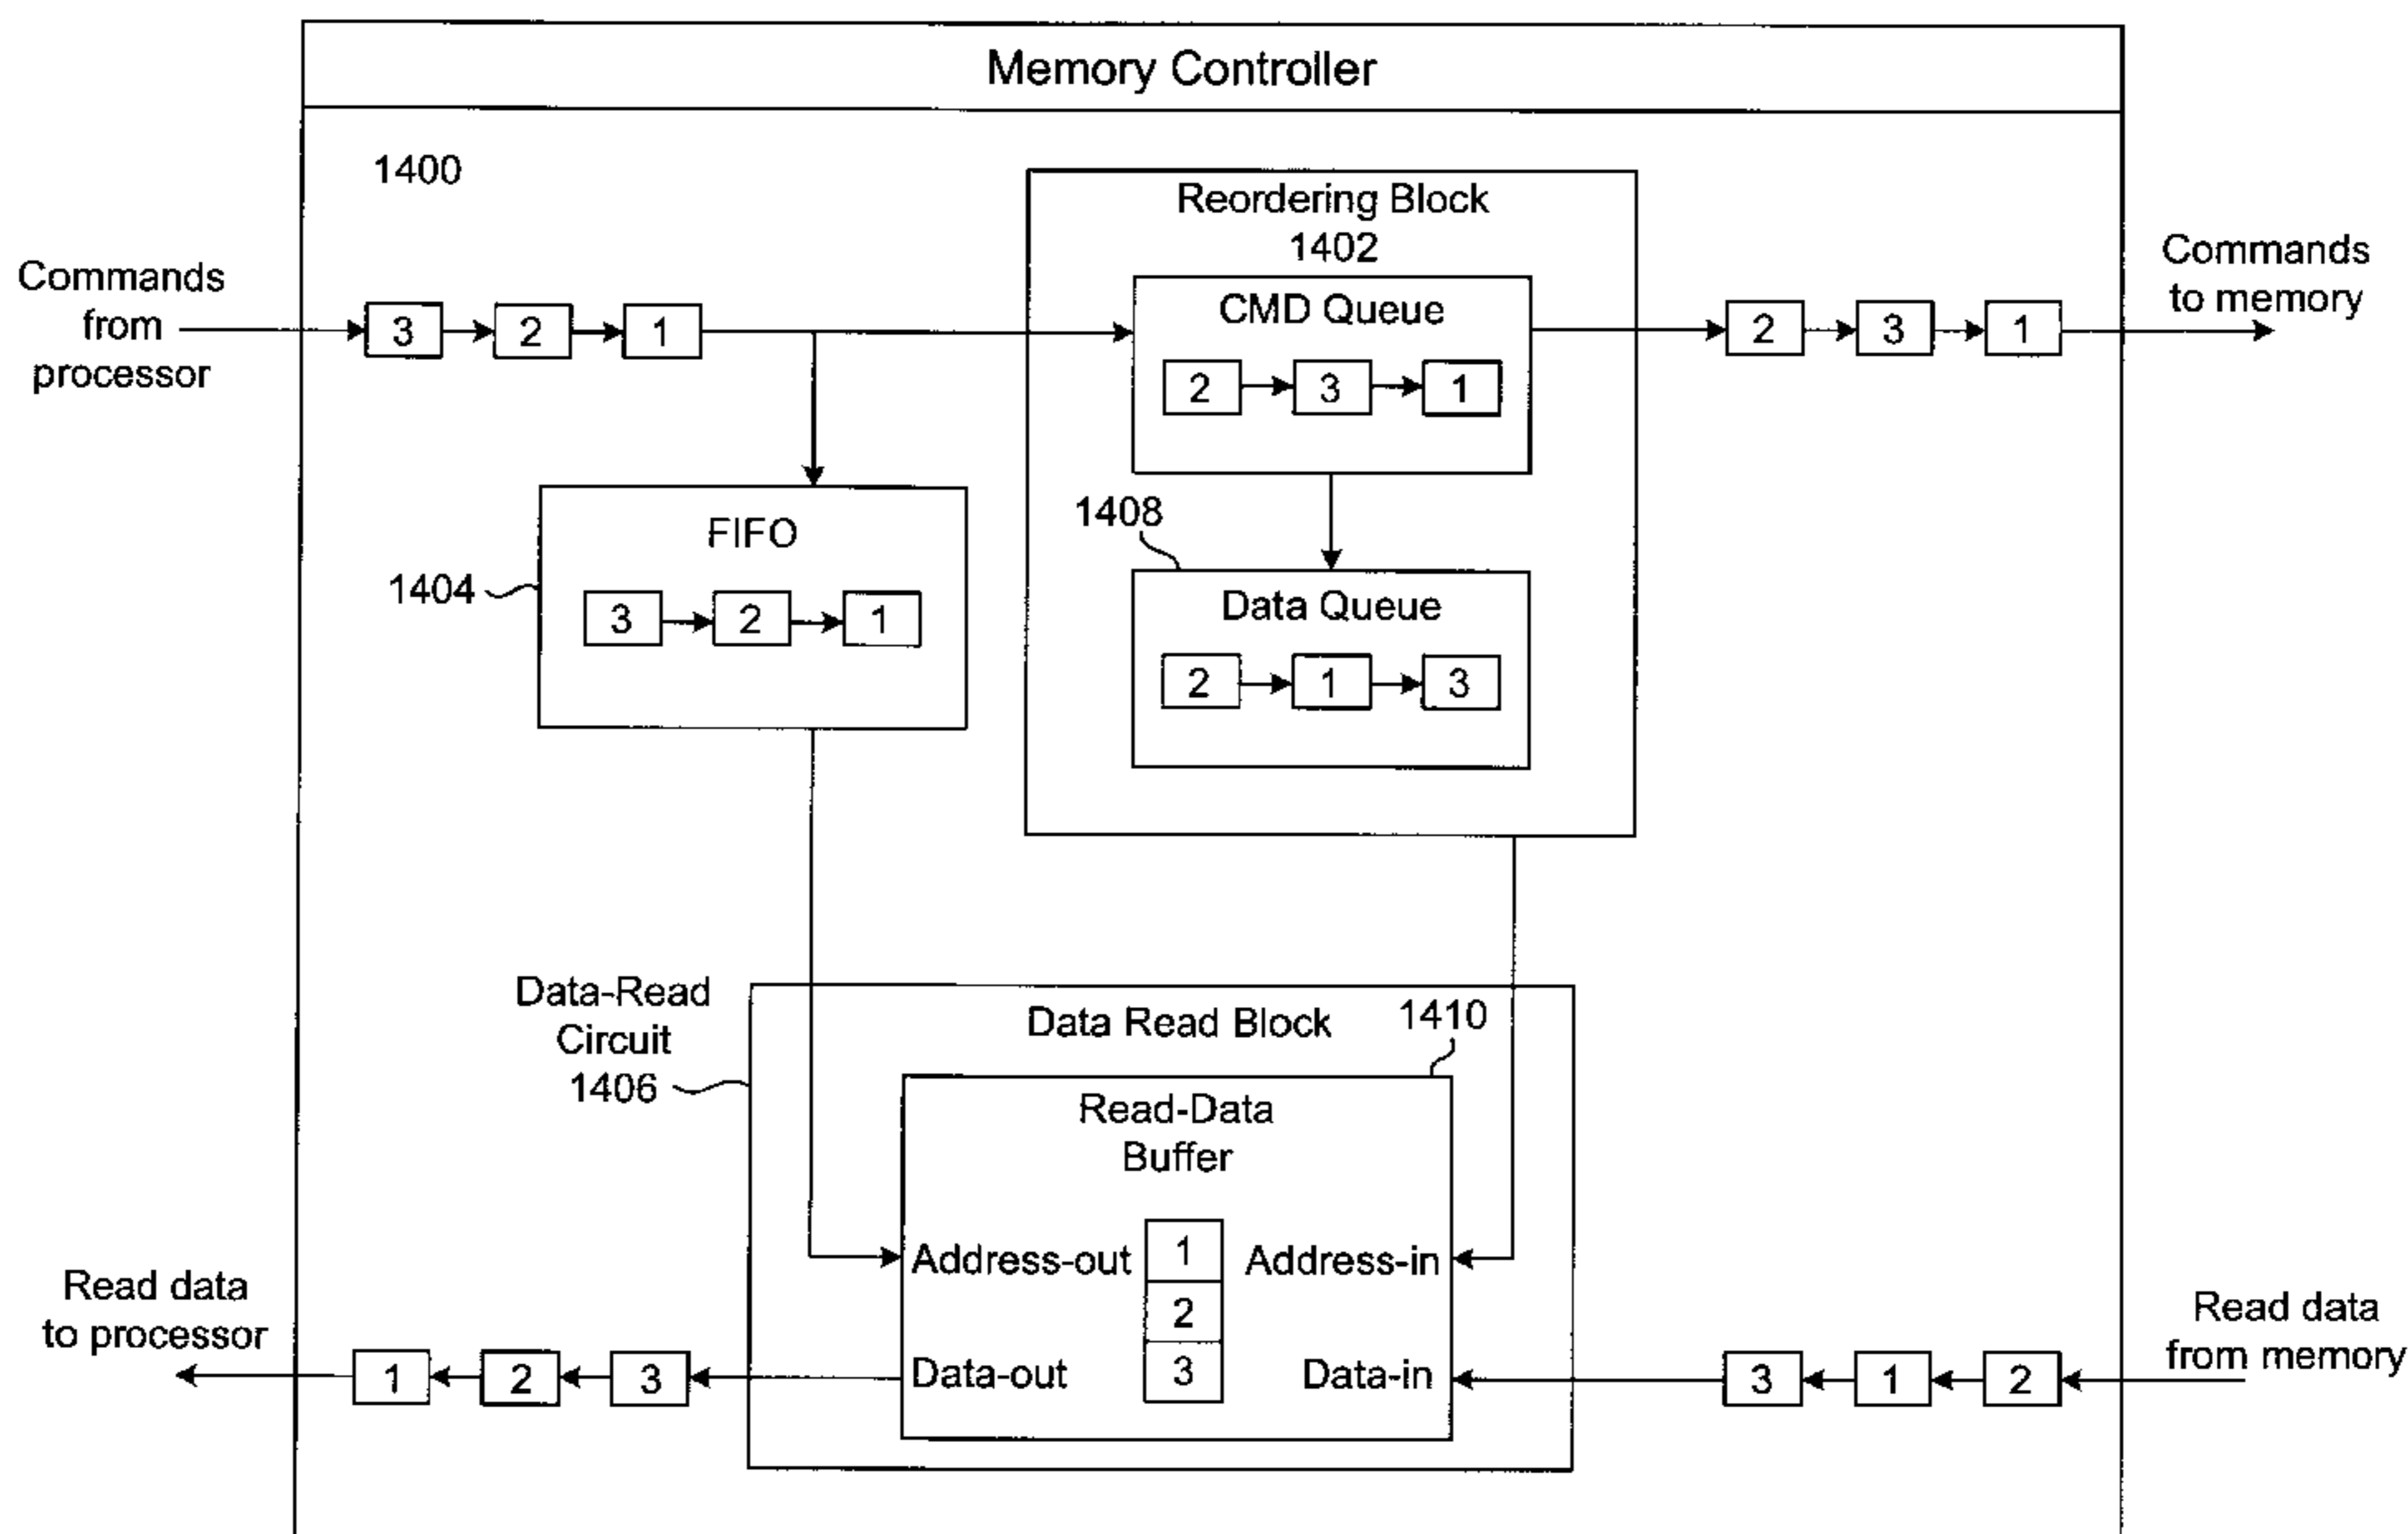 Memory Controller
1400
Reordering Block
1402
Commands
from
processor
3
2
1
CMD Queue
2
3
1
2
3
1
Commands
to memory
FIFO
1404
3
2
1
1408
Data Queue
2
1
3
Data-Read
Circuit
1406
Data Read Block
1410
Read-Data
Buffer
Address-out
1
Address-in
2
Data-out
3
Data-in
Read data
to processor
1
2
3
3
1
2
Read data
from memory